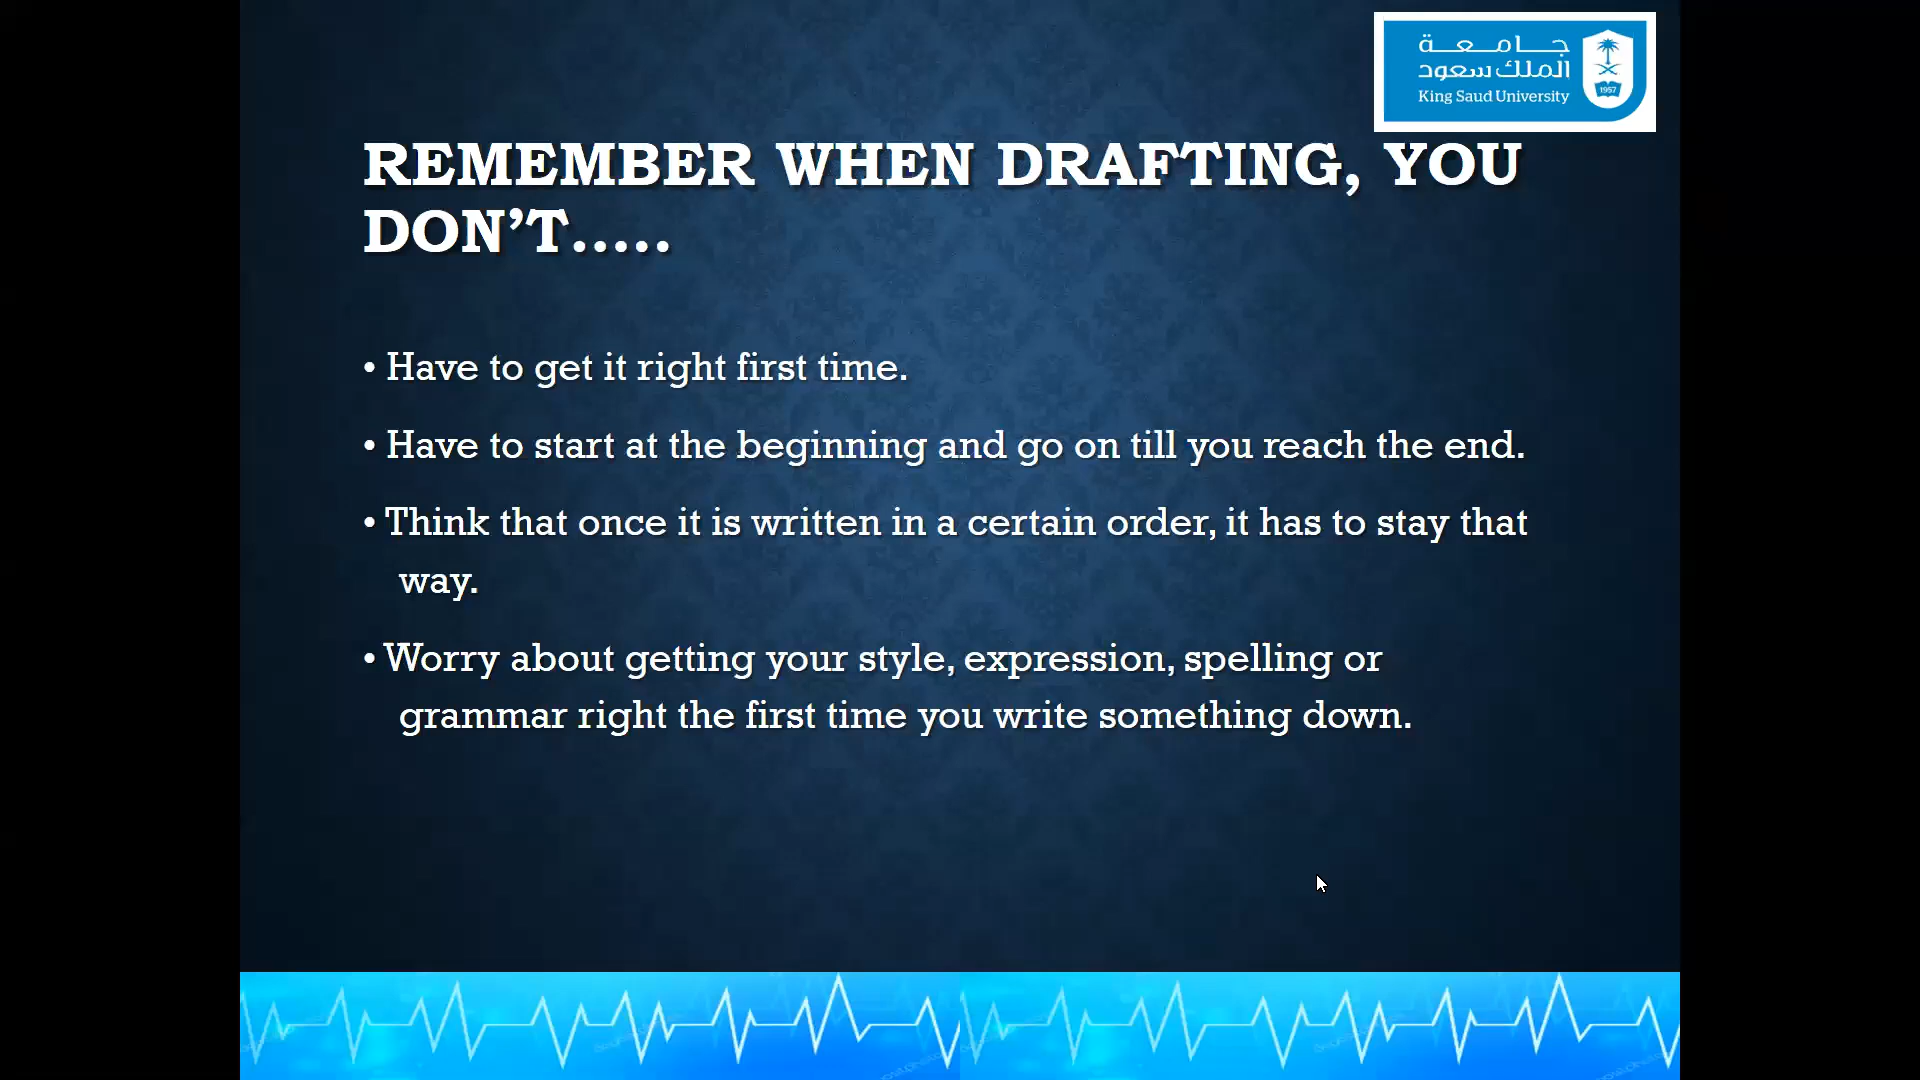 جامعة
الملك سعود
King Saud University
1957
REMEMBER WHEN DRAFTING, YOU
DON’T.....
• Have to get it right first time.
• Have to start at the beginning and go on till you reach the end.
• Think that once it is written in a certain order, it has to stay that
way.
• Worry about getting your style, expression, spelling or
grammar right the first time you write something down.